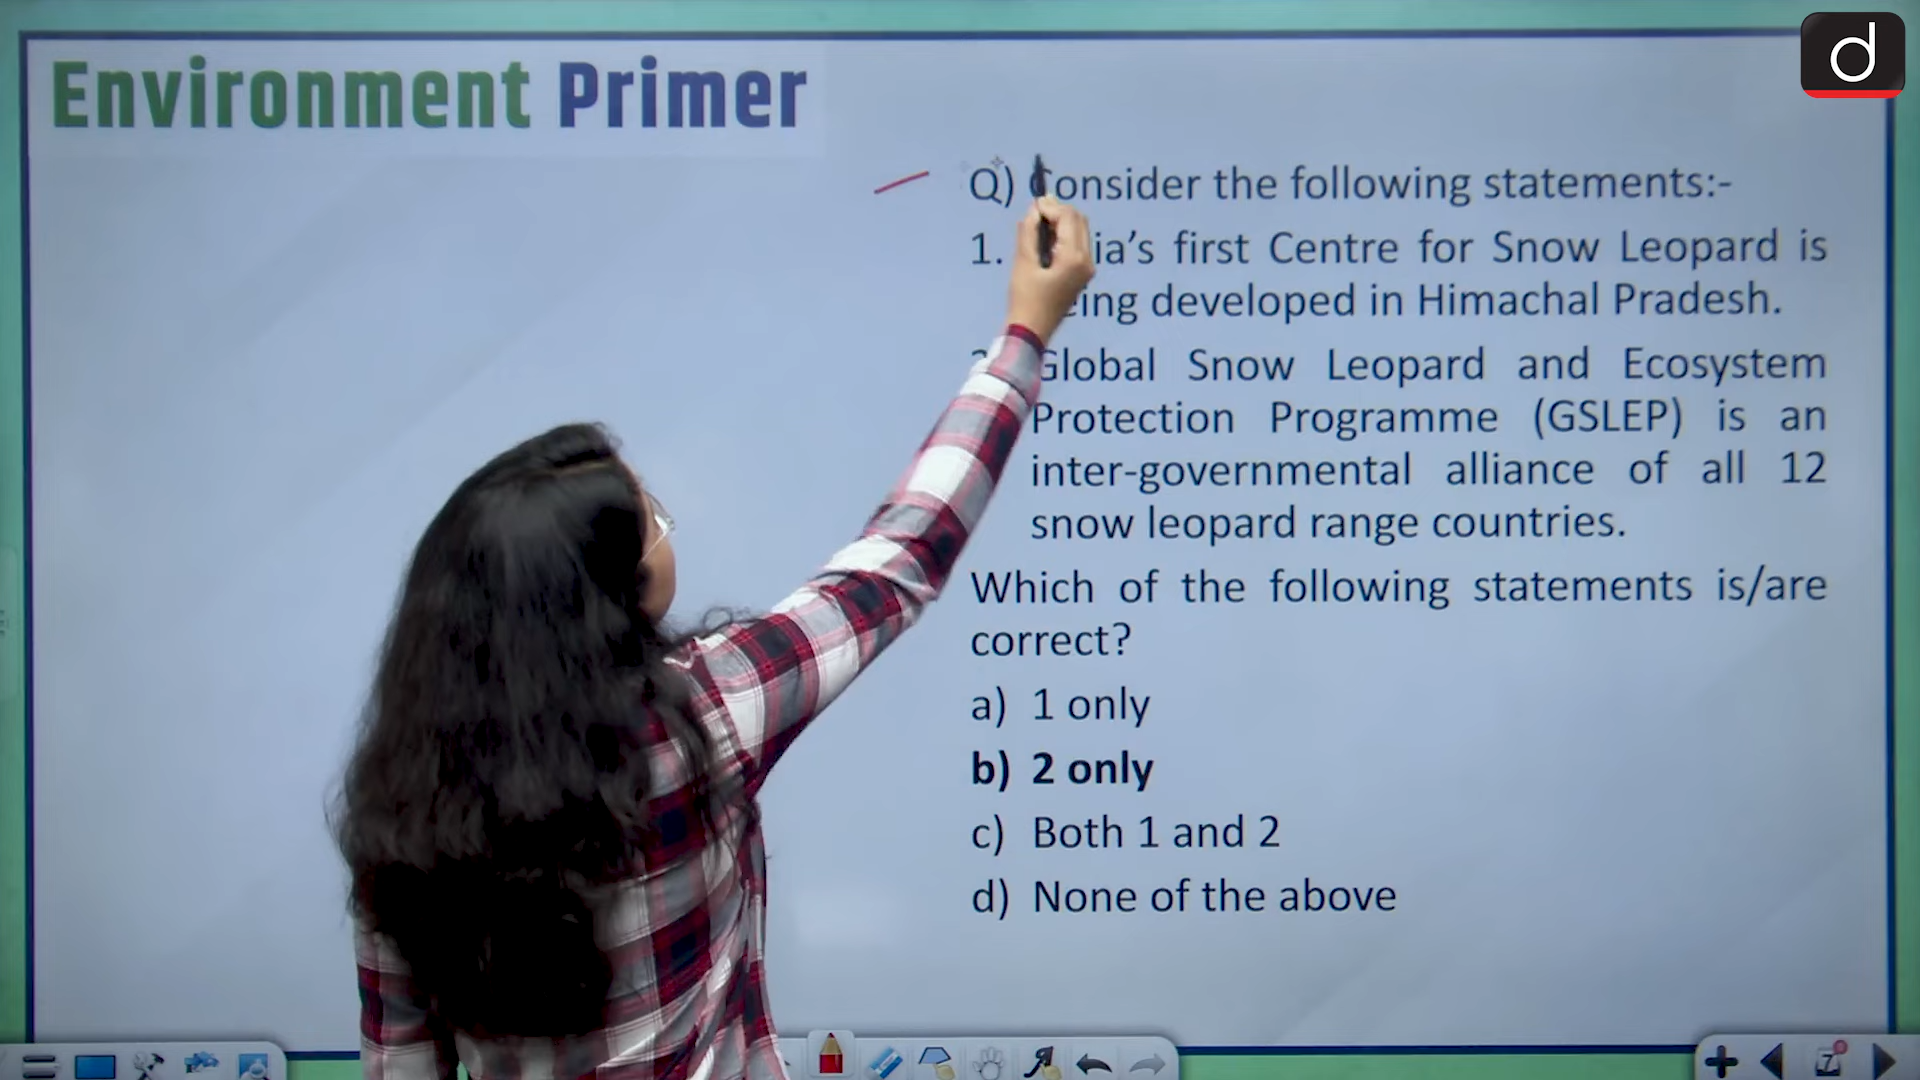 Environment Primer
d
Q) Consider the following statements:-
1. ia’s first Centre for Snow Leopard is
ing developed in Himachal Pradesh.
Global Snow Leopard and Ecosystem
Protection Programme (GSLEP) is an
inter-governmental alliance of all 12
snow leopard range countries.
Which of the following statements is/are
correct?
a) 1 only
b) 2 only
c) Both 1 and 2
d) None of the above
7